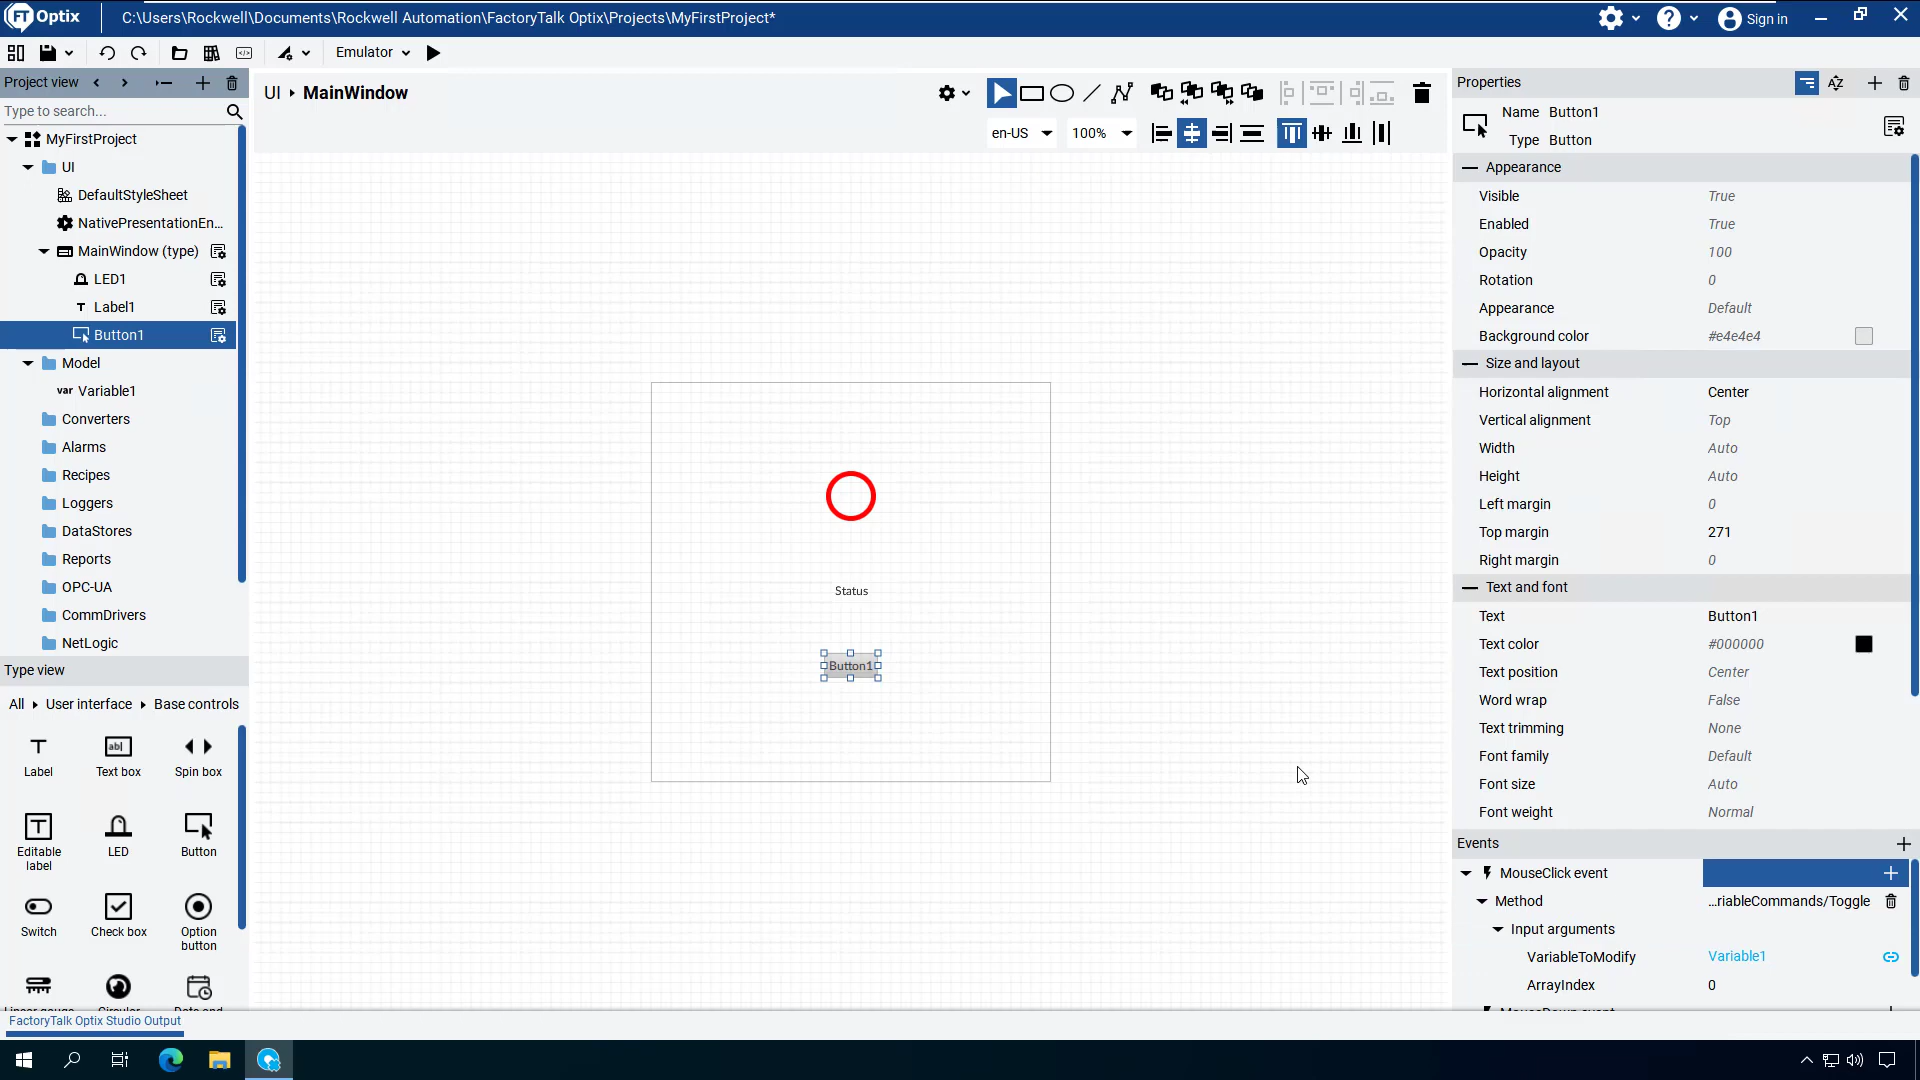 FT Optix
C:\Users\Rockwell\Documents\Rockwell Automation\FactoryTalk Optix\Projects\MyFirstProject*
Sign in
Emulator
Project view
Type to search...
MyFirstProject
UI
DefaultStyleSheet
NativePresentationEn...
MainWindow (type)
LED1
Label1
Button1
Model
var Variable1
Converters
Alarms
Recipes
Loggers
DataStores
Reports
OPC-UA
CommDrivers
NetLogic
Type view
All User interface Base controls
Label
Text box
Spin box
Editable label
LED
Button
Switch
Check box
Option button
UI MainWindow
en-US
100%
Status
Button1
Properties
Name Button1
Type Button
Appearance
Visible True
Enabled True
Opacity 100
Rotation 0
Appearance Default
Background color #e4e4e4
Size and layout
Horizontal alignment Center
Vertical alignment Top
Width Auto
Height Auto
Left margin 0
Top margin 271
Right margin 0
Text and font
Text Button1
Text color #000000
Text position Center
Word wrap False
Text trimming None
Font family Default
Font size Auto
Font weight Normal
Events
MouseClick event
Method ...riableCommands/Toggle
Input arguments
VariableToModify Variable1
ArrayIndex 0
FactoryTalk Optix Studio Output